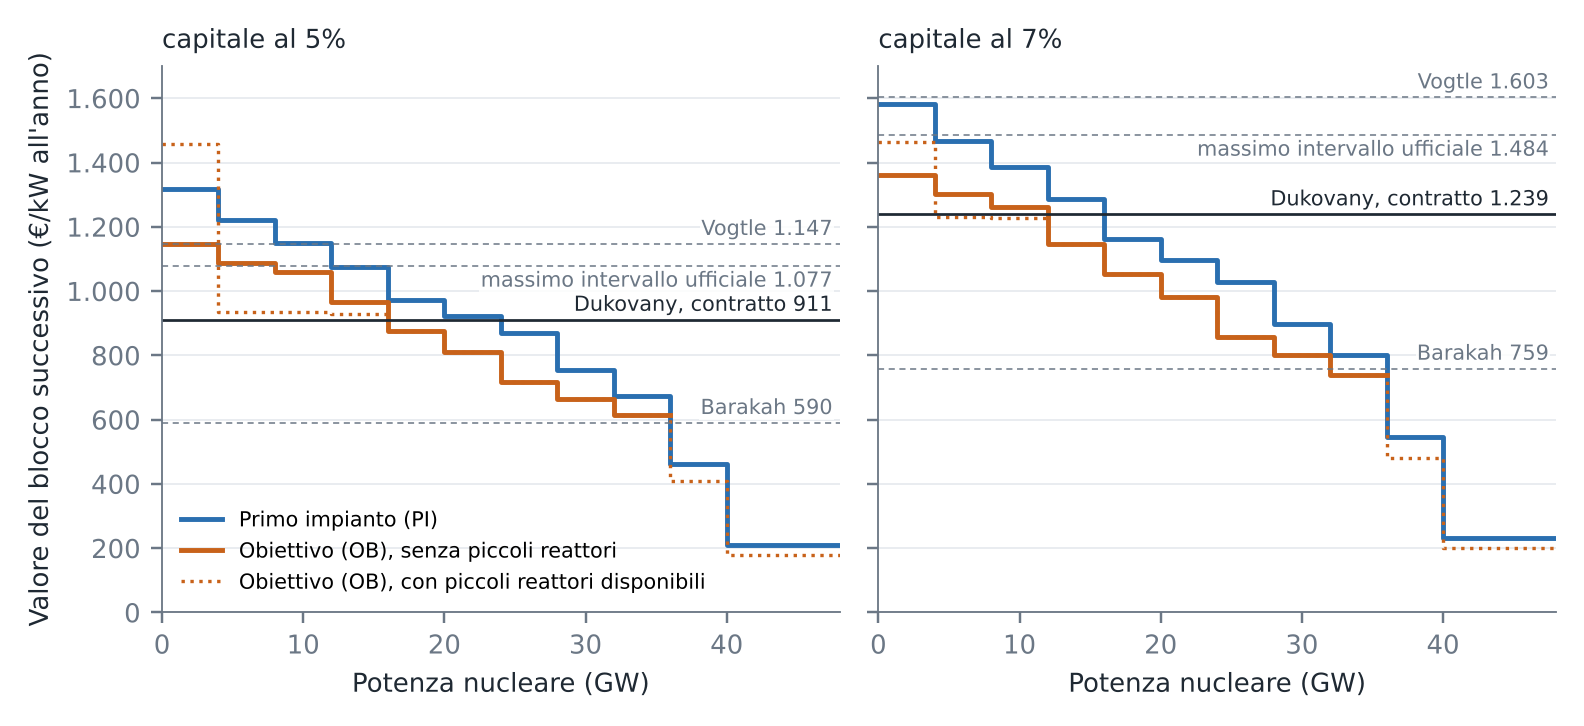 capitale al 5%
Valore del blocco successivo (€/kW all'anno)
1.600
1.400
1.200
1.000
800
600
400
200
0
Vogtle 1.147
massimo intervallo ufficiale 1.077
Dukovany, contratto 911
Barakah 590
Primo impianto (PI)
Obiettivo (OB), senza piccoli reattori
Obiettivo (OB), con piccoli reattori disponibili
0 10 20 30 40
Potenza nucleare (GW)
capitale al 7%
Vogtle 1.603
massimo intervallo ufficiale 1.484
Dukovany, contratto 1.239
Barakah 759
0 10 20 30 40
Potenza nucleare (GW)